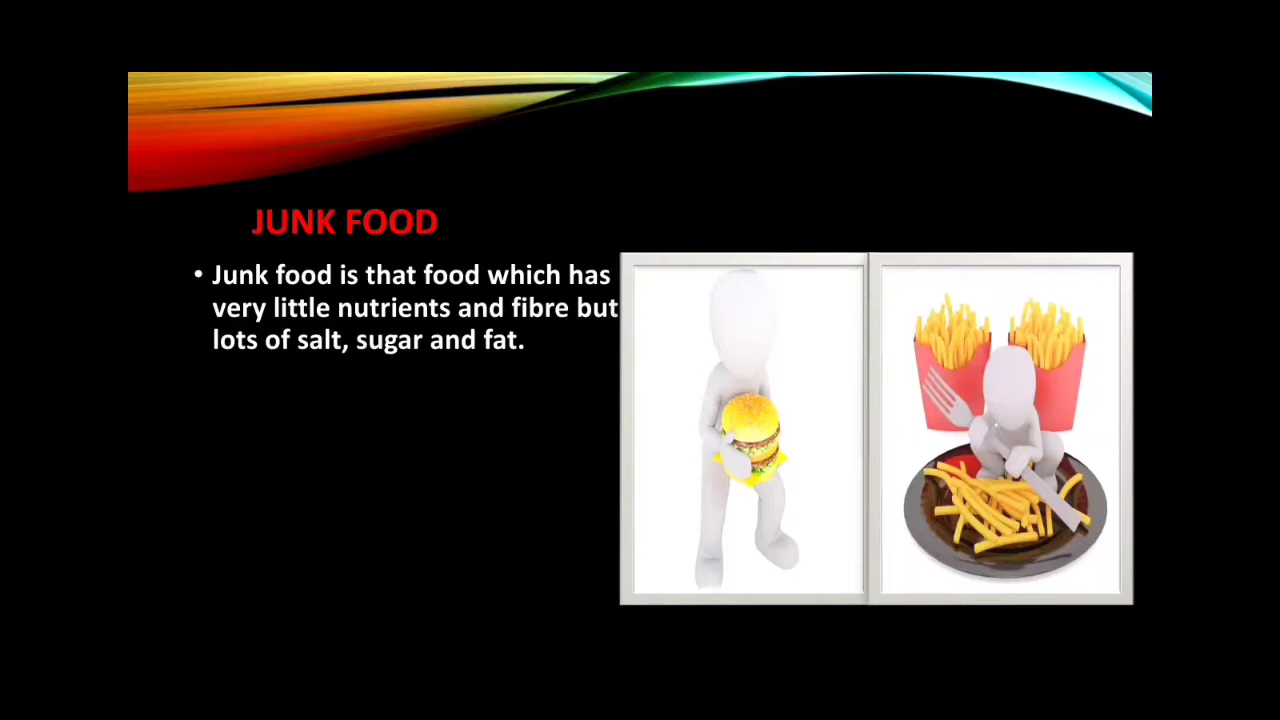 JUNK FOOD
• Junk food is that food which has
very little nutrients and fibre but
lots of salt, sugar and fat.